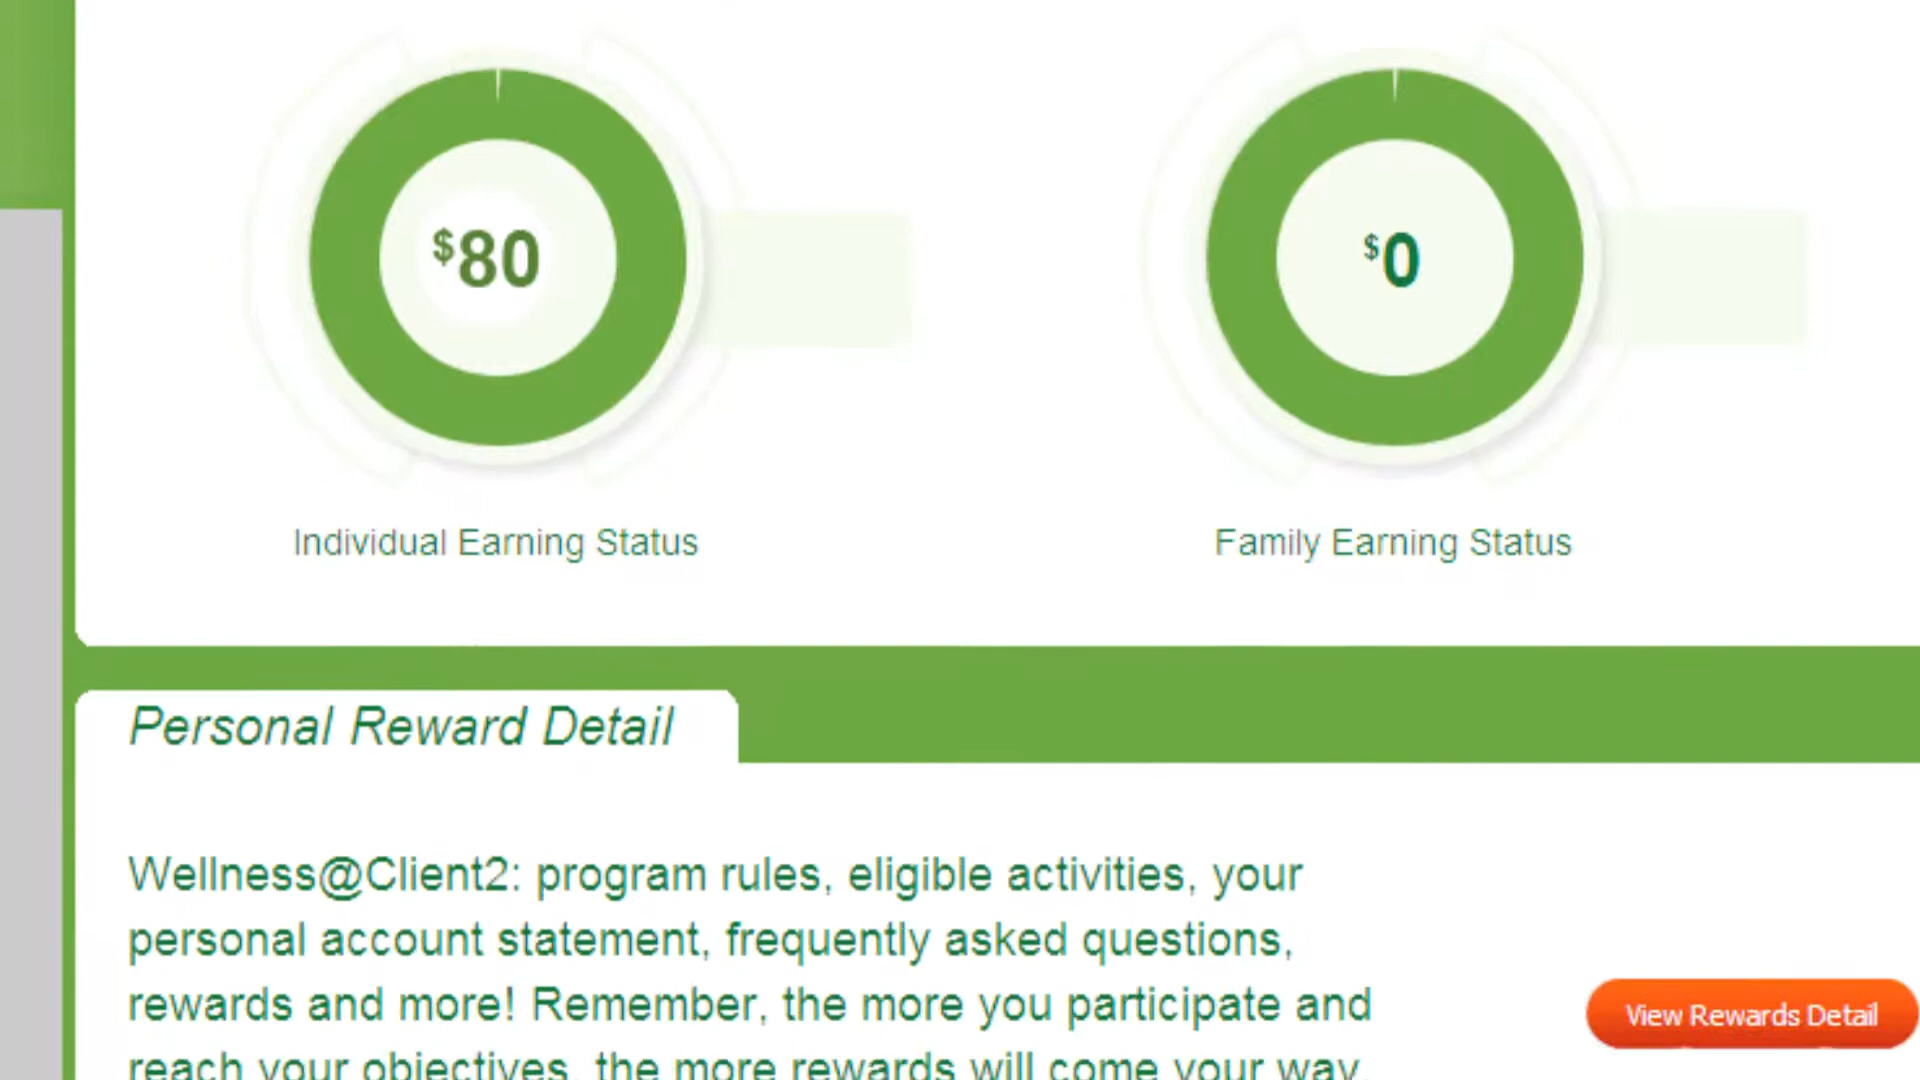 $80
$0
Individual Earning Status
Family Earning Status
Personal Reward Detail
Wellness@Client2: program rules, eligible activities, your
personal account statement, frequently asked questions,
rewards and more! Remember, the more you participate and
reach your objectives, the more rewards will come your way.
View Rewards Detail